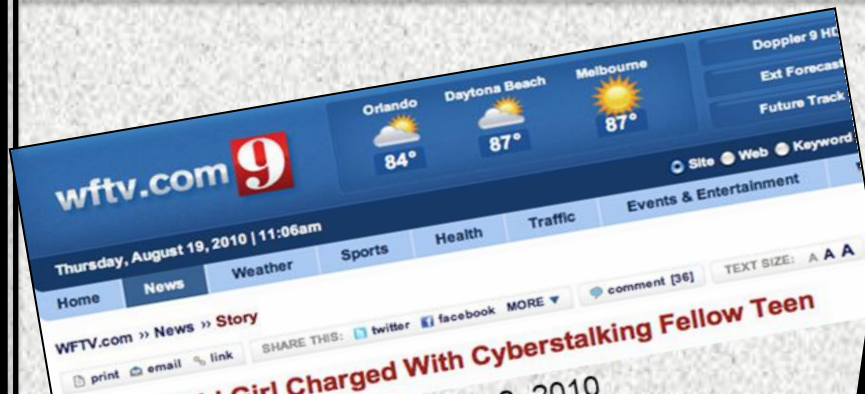 Orlando Daytona Beach Melbourne
84° 87° 87°
Doppler 9
Ext Forecast
Future Track
wftv.com 9
Site Web Keyword
Thursday, August 19, 2010 | 11:06am
Home News Weather Sports Health Traffic Events & Entertainment
WFTV.com » News » Story
print email link SHARE THIS: twitter facebook MORE comment [36] TEXT SIZE: A A A
Girl Charged With Cyberstalking Fellow Teen
2010